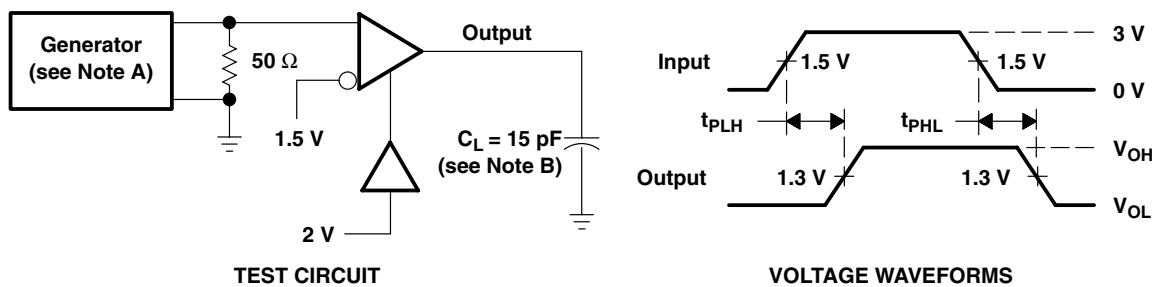 Generator
(see Note A)
50 Ω
1.5 V
2 V
Output
C_L = 15 pF
(see Note B)
TEST CIRCUIT
Input
1.5 V
1.5 V
3 V
0 V
t_PLH
t_PHL
Output
1.3 V
1.3 V
V_OH
V_OL
VOLTAGE WAVEFORMS